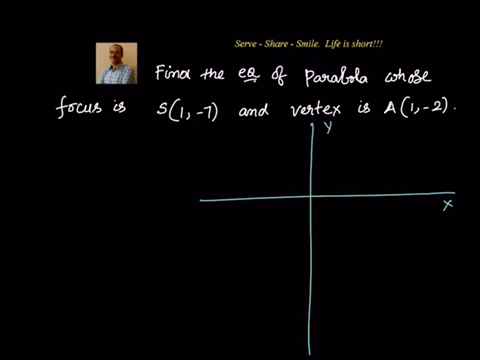 Serve - Share - Smile. Life is short!!!
Find the eq of parabola whose
focus is S(1, -7) and vertex is A(1, -2).
Y
X